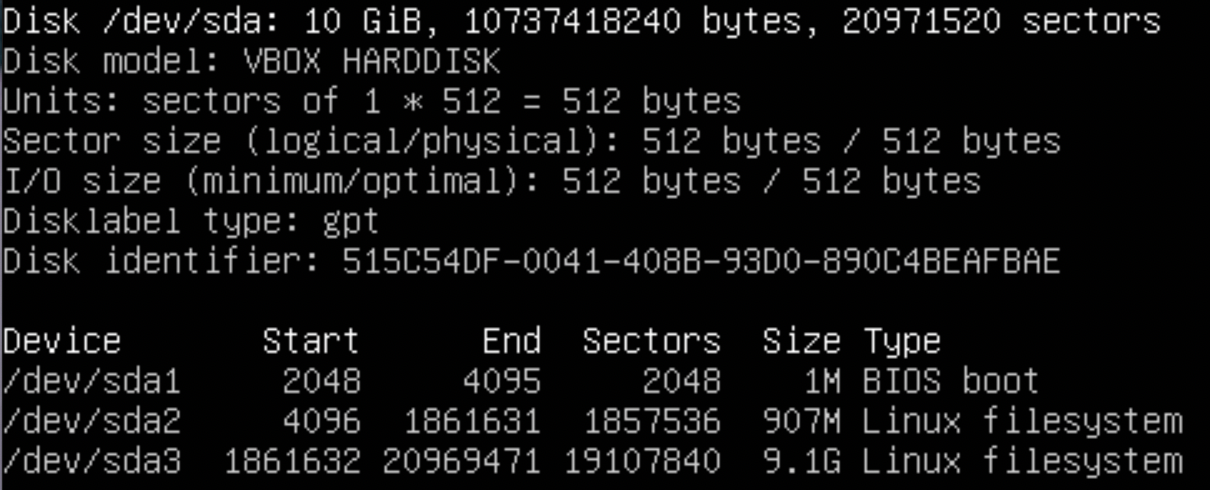 Disk /dev/sda: 10 GiB, 10737418240 bytes, 20971520 sectors
Disk model: VBOX HARDDISK
Units: sectors of 1 * 512 = 512 bytes
Sector size (logical/physical): 512 bytes / 512 bytes
I/O size (minimum/optimal): 512 bytes / 512 bytes
Disklabel type: gpt
Disk identifier: 515C54DF-0041-408B-93D0-890C4BEAFBAE
Device Start End Sectors Size Type
/dev/sda1 2048 4095 2048 1M BIOS boot
/dev/sda2 4096 1861631 1857536 907M Linux filesystem
/dev/sda3 1861632 20969471 19107840 9.1G Linux filesystem